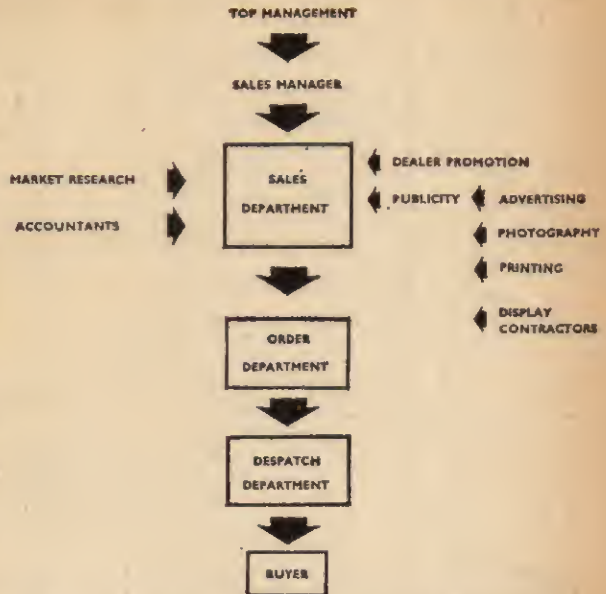 TOP MANAGEMENT
SALES MANAGER
SALES
DEPARTMENT
MARKET RESEARCH
ACCOUNTANTS
DEALER PROMOTION
PUBLICITY
ADVERTISING
PHOTOGRAPHY
PRINTING
DISPLAY
CONTRACTORS
ORDER
DEPARTMENT
DESPATCH
DEPARTMENT
BUYER